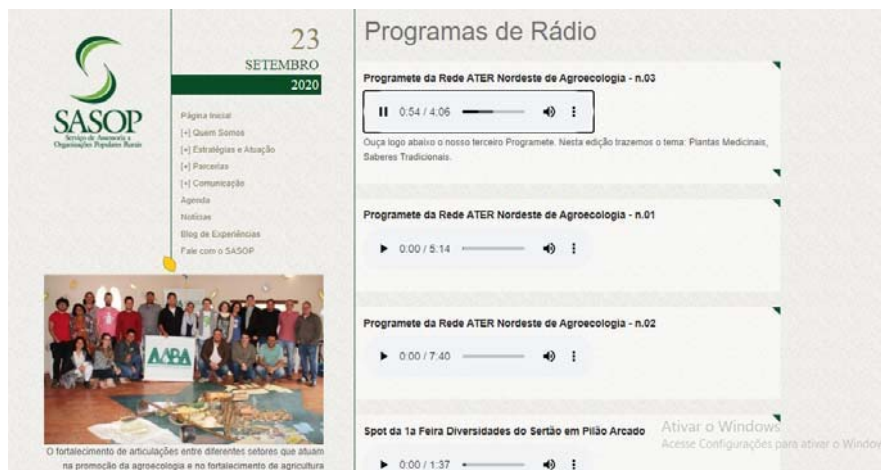 SASOP
Serviço de Assessoria a
Organizações Populares Rurais
23
SETEMBRO
2020
Página Inicial
[+] Quem Somos
[+] Estratégias e Atuação
[+] Parcerias
[+] Comunicação
Agenda
Notícias
Blog de Experiências
Fale com o SASOP
AABA
O fortalecimento de articulações entre diferentes setores que atuam
na promoção da agroecologia e no fortalecimento de agricultura
Programas de Rádio
Programete da Rede ATER Nordeste de Agroecologia - n.03
0:54 / 4:06
Ouça logo abaixo o nosso terceiro Programete. Nesta edição trazemos o tema: Plantas Medicinais,
Saberes Tradicionais.
Programete da Rede ATER Nordeste de Agroecologia - n.01
0:00 / 5:14
Programete da Rede ATER Nordeste de Agroecologia - n.02
0:00 / 7:40
Spot da 1a Feira Diversidades do Sertão em Pilão Arcado
0:00 / 1:37
Ativar o Windows
Acesse Configurações para ativar o Window